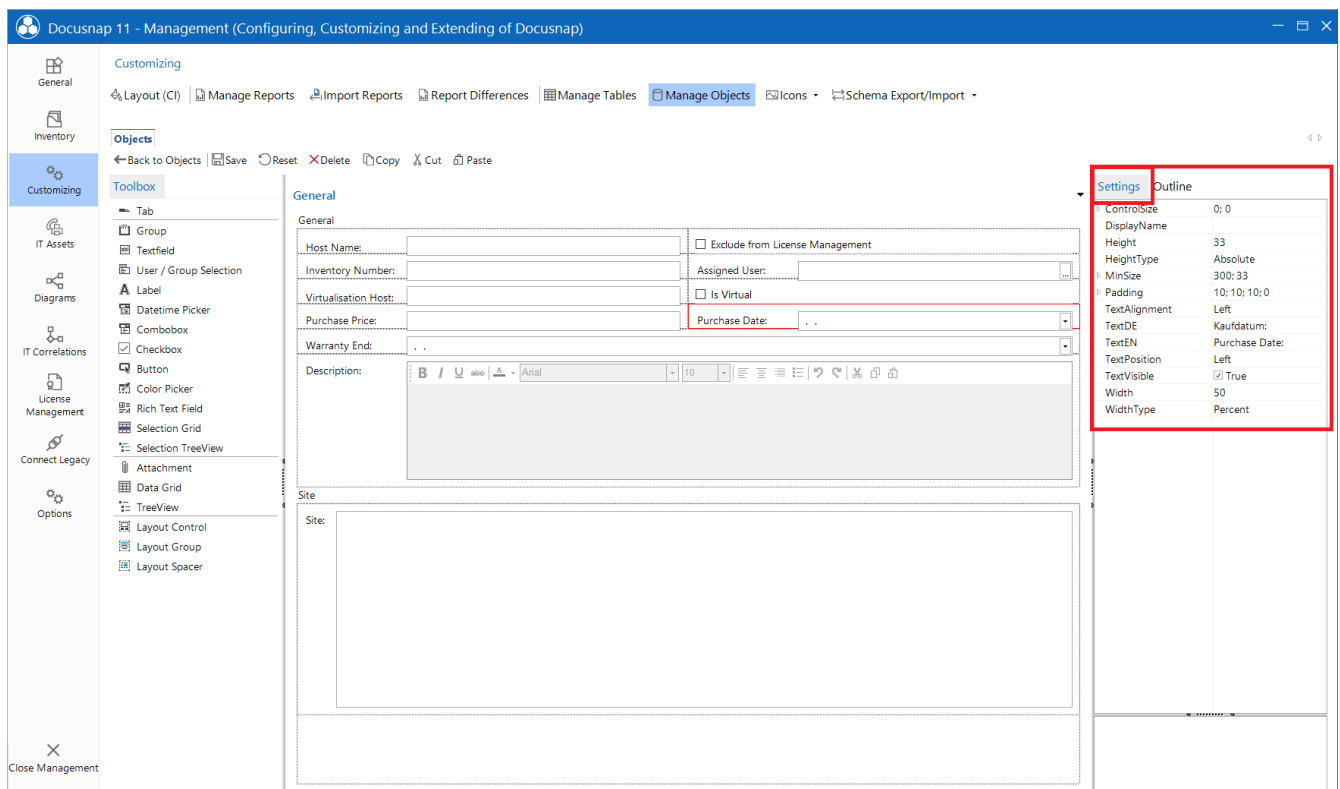 Docusnap 11 - Management (Configuring, Customizing and Extending of Docusnap)
General
Inventory
Customizing
IT Assets
Diagrams
IT Correlations
License
Management
Connect Legacy
Options
Close Management
Customizing
Layout (CI) Manage Reports Import Reports Report Differences Manage Tables Manage Objects Icons Schema Export/Import
Objects
Back to Objects Save Reset Delete Copy Cut Paste
Toolbox
Tab
Group
Textfield
User / Group Selection
Label
Datetime Picker
Combobox
Checkbox
Button
Color Picker
Rich Text Field
Selection Grid
Selection TreeView
Attachment
Data Grid
TreeView
Layout Control
Layout Group
Layout Spacer
General
General
Host Name: Exclude from License Management
Inventory Number: Assigned User: ...
Virtualisation Host: Is Virtual
Purchase Price: Purchase Date: . .
Warranty End: . .
Description: B I U abc A Arial 10
Site
Site:
Settings Outline
ControlSize 0; 0
DisplayName
Height 33
HeightType Absolute
MinSize 300; 33
Padding 10; 10; 10; 0
TextAlignment Left
TextDE Kaufdatum:
TextEN Purchase Date:
TextPosition Left
TextVisible True
Width 50
WidthType Percent